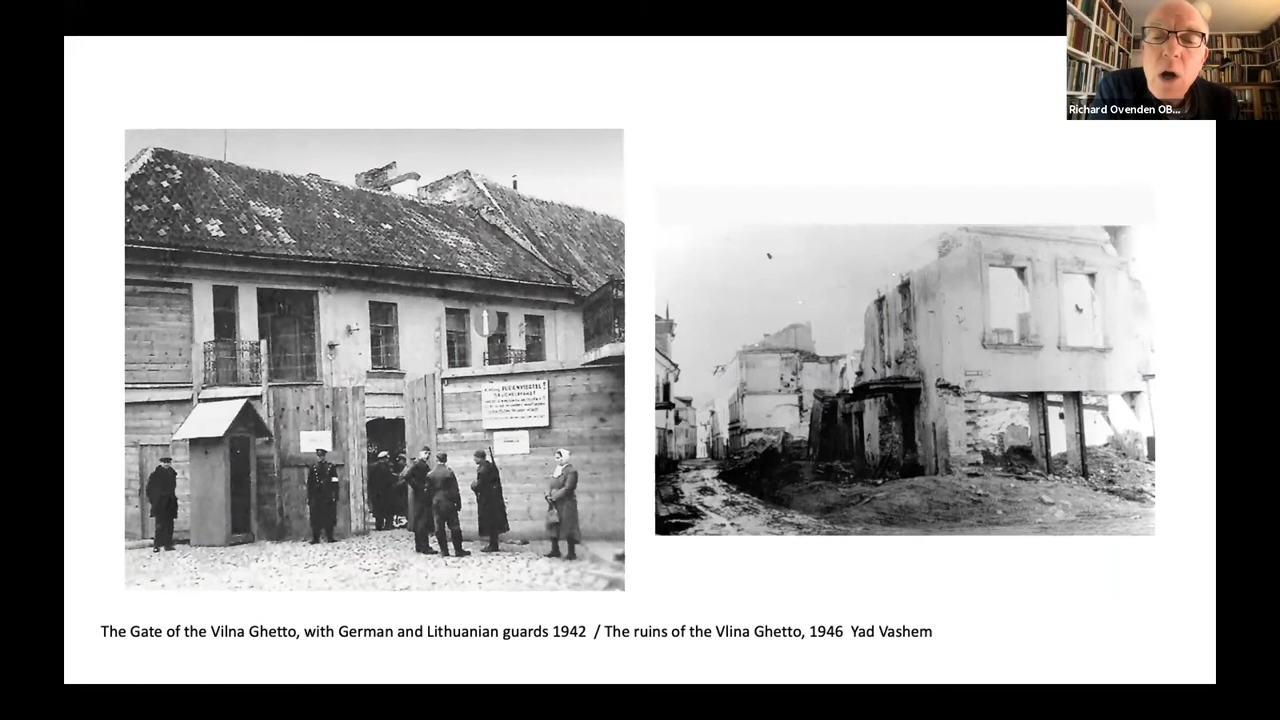 Richard Ovenden OB...
JUDENVIERTEL!
The Gate of the Vilna Ghetto, with German and Lithuanian guards 1942 / The ruins of the Vlina Ghetto, 1946 Yad Vashem